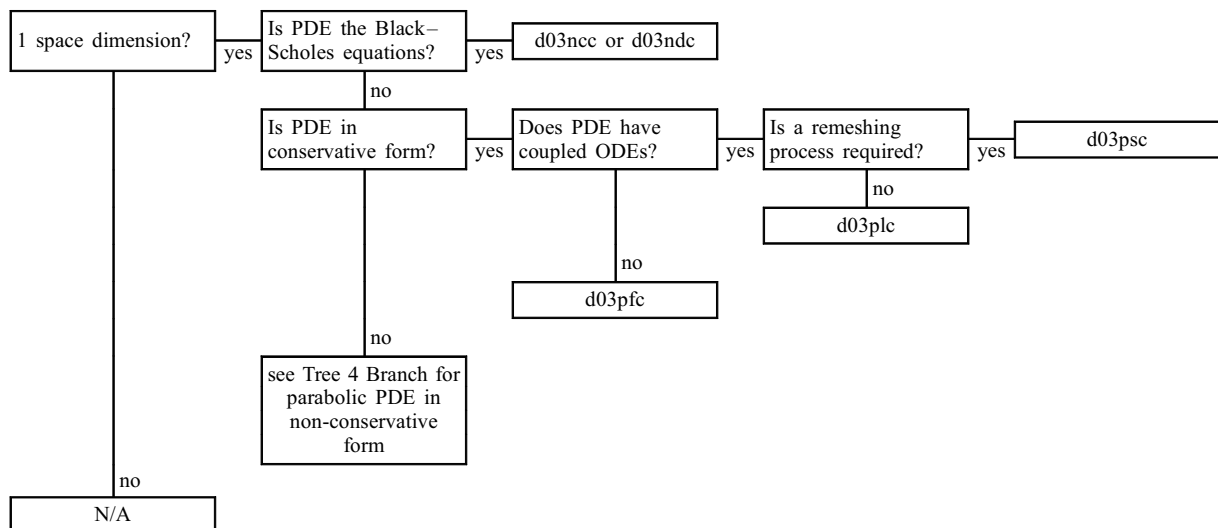 1 space dimension?
yes
Is PDE the Black–
Scholes equations?
yes
d03ncc or d03ndc
no
Is PDE in
conservative form?
yes
Does PDE have
coupled ODEs?
yes
Is a remeshing
process required?
yes
d03psc
no
d03plc
no
d03pfc
no
see Tree 4 Branch for
parabolic PDE in
non-conservative
form
no
N/A